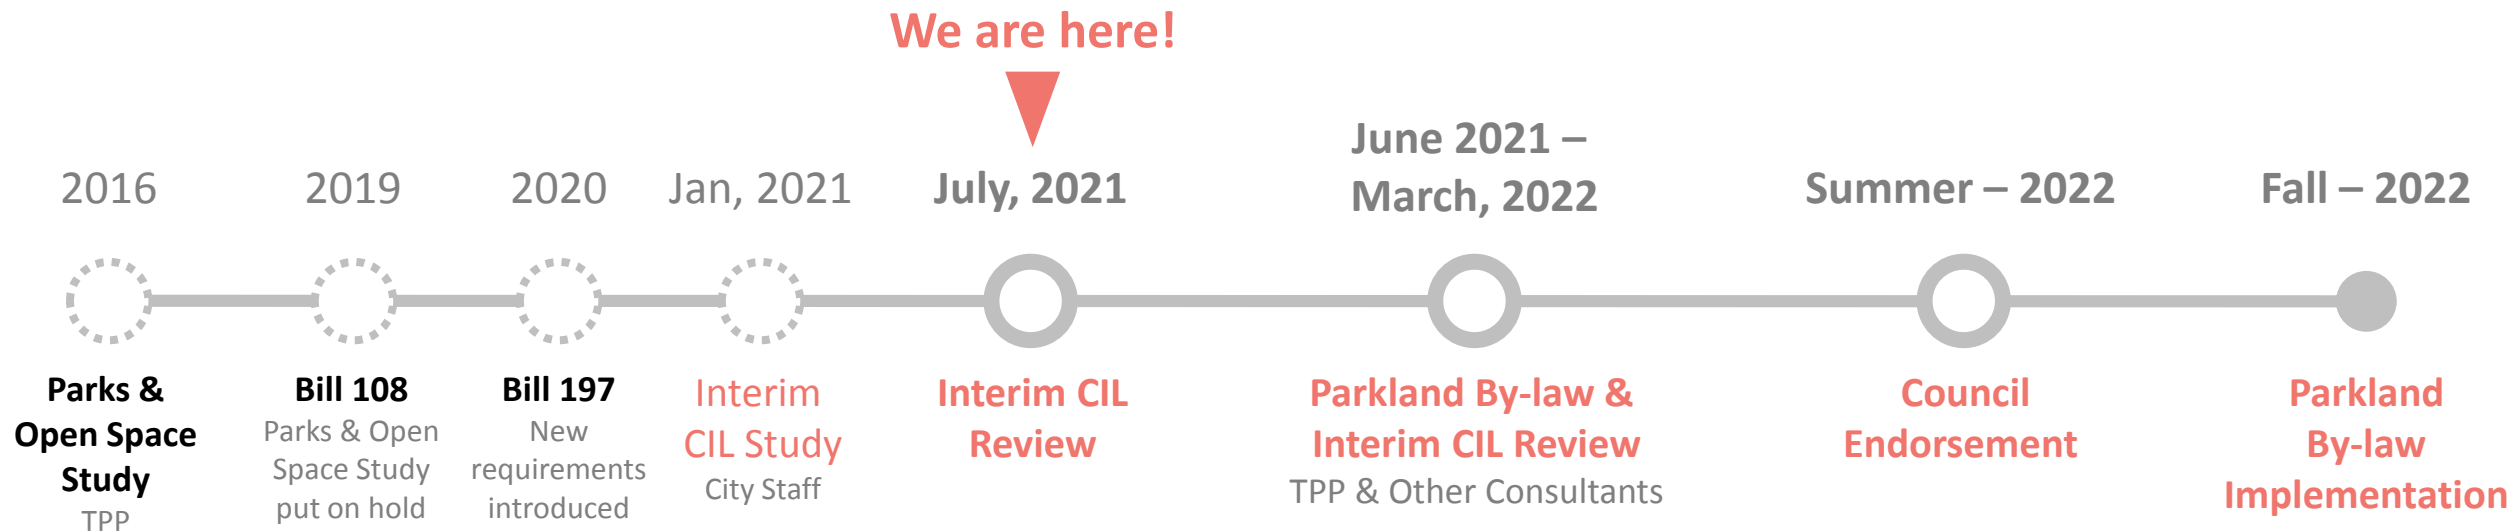 We are here!
2016
2019
2020
Jan, 2021
July, 2021
June 2021 –
March, 2022
Summer – 2022
Fall – 2022
Parks &
Open Space
Study
TPP
Bill 108
Parks & Open
Space Study
put on hold
Bill 197
New
requirements
introduced
Interim
CIL Study
City Staff
Interim CIL
Review
Parkland By-law &
Interim CIL Review
TPP & Other Consultants
Council
Endorsement
Parkland
By-law
Implementation